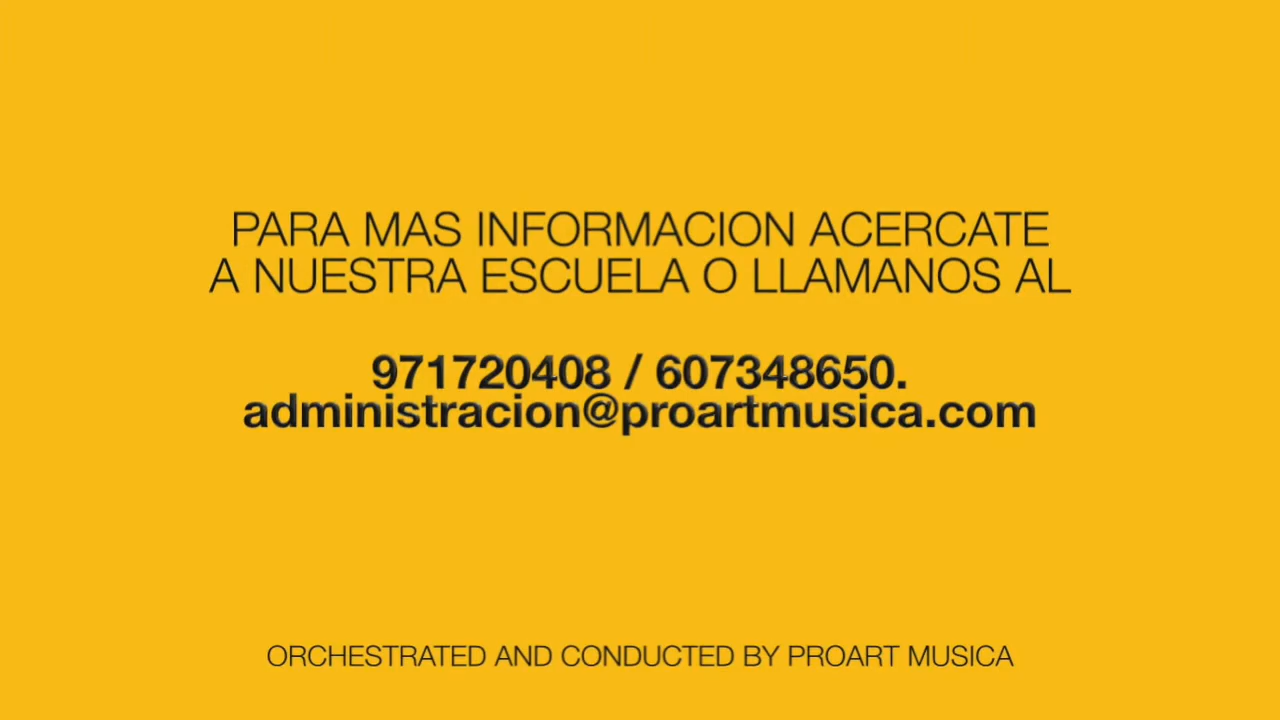 PARA MAS INFORMACION ACERCATE
A NUESTRA ESCUELA O LLAMANOS AL
971720408 / 607348650.
administracion@proartmusica.com
ORCHESTRATED AND CONDUCTED BY PROART MUSICA